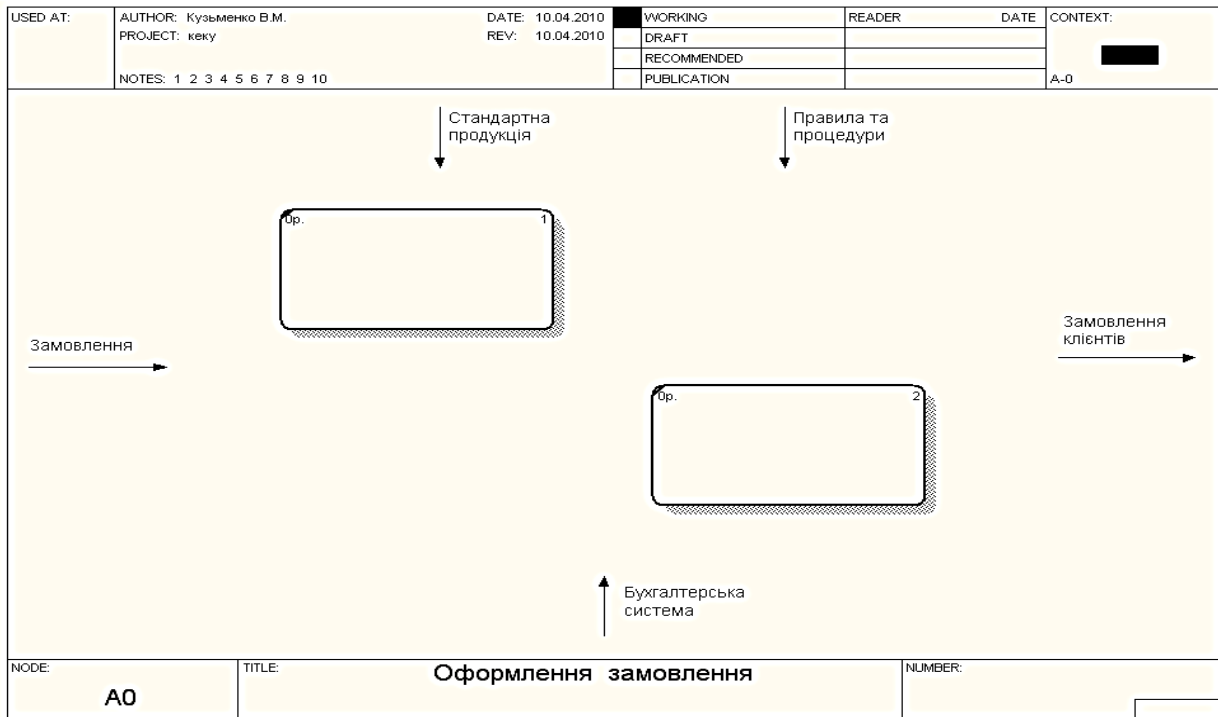 USED AT:
AUTHOR: Кузьменко В.М.
DATE: 10.04.2010
PROJECT: кеку
REV: 10.04.2010
NOTES: 1 2 3 4 5 6 7 8 9 10
WORKING
DRAFT
RECOMMENDED
PUBLICATION
READER DATE
CONTEXT:
A-0
Стандартна
продукція
Правила та
процедури
0р. 1
Замовлення
Замовлення
клієнтів
0р. 2
Бухгалтерська
система
NODE:
A0
TITLE:
Оформлення замовлення
NUMBER: